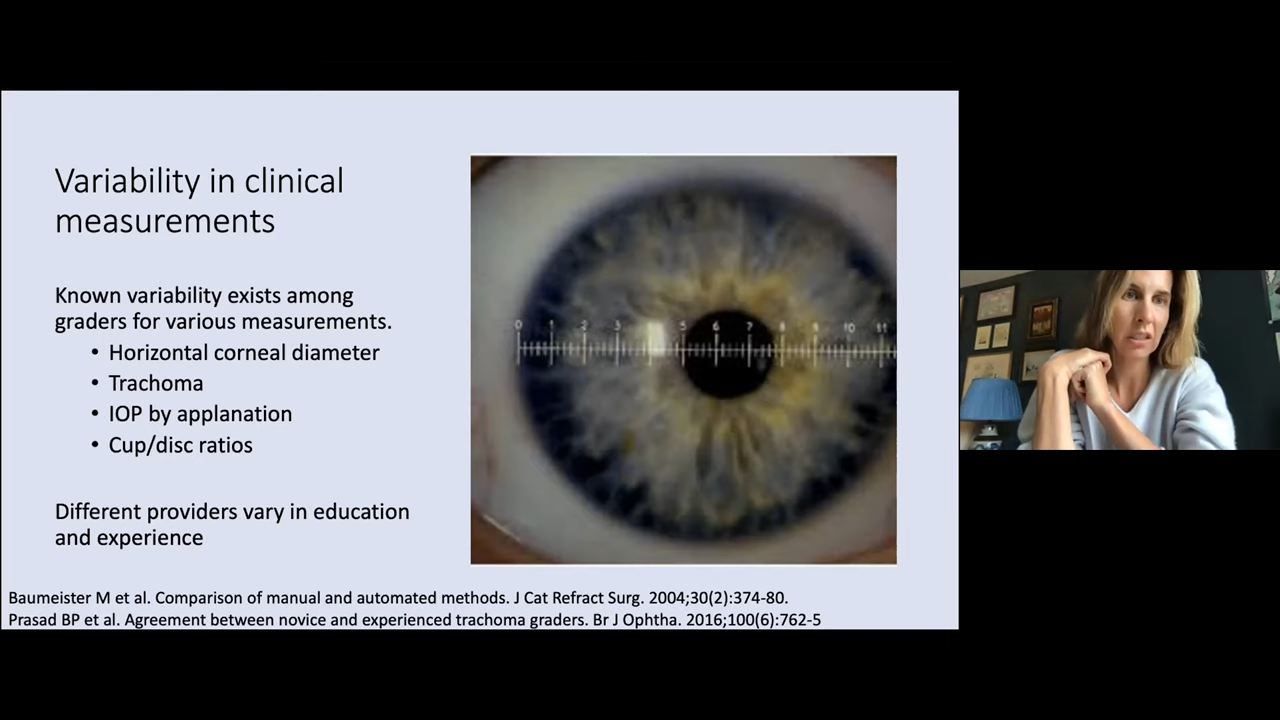 Variability in clinical
measurements
Known variability exists among
graders for various measurements.
• Horizontal corneal diameter
• Trachoma
• IOP by applanation
• Cup/disc ratios
Different providers vary in education
and experience
0 1 2 3 5 6 7 8 9 10 11
Baumeister M et al. Comparison of manual and automated methods. J Cat Refract Surg. 2004;30(2):374-80.
Prasad BP et al. Agreement between novice and experienced trachoma graders. Br J Ophtha. 2016;100(6):762-5